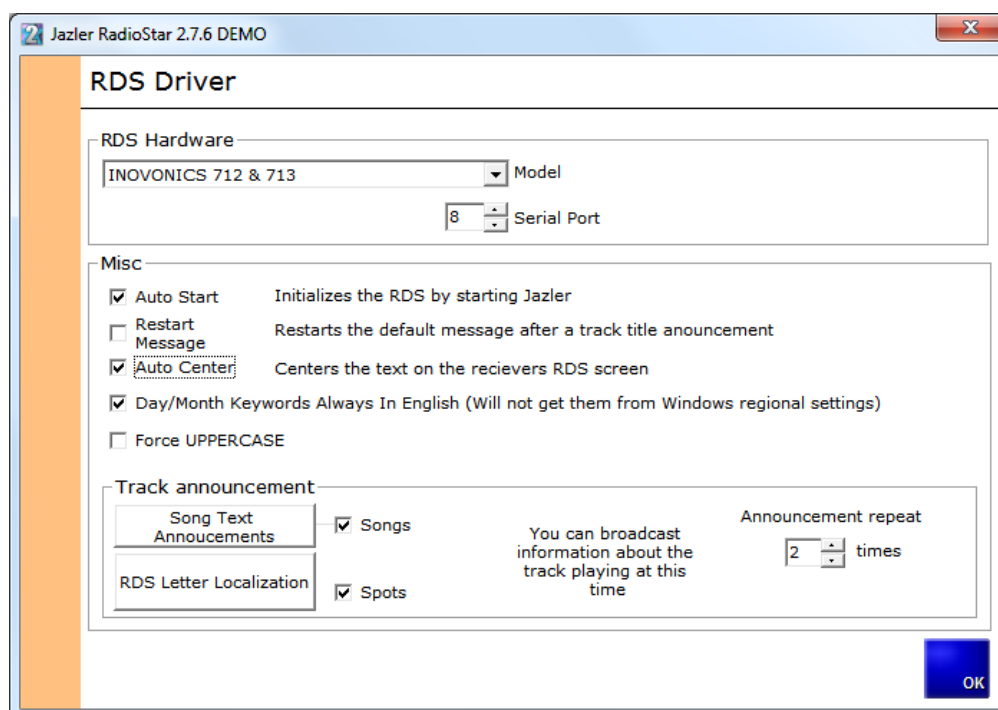 Jazler RadioStar 2.7.6 DEMO
RDS Driver
RDS Hardware
INOVONICS 712 & 713 Model
8 Serial Port
Misc
Auto Start Initializes the RDS by starting Jazler
Restart
Message
Restarts the default message after a track title anouncement
Auto Center Centers the text on the recievers RDS screen
Day/Month Keywords Always In English (Will not get them from Windows regional settings)
Force UPPERCASE
Track announcement
Song Text
Annoucements
Songs
RDS Letter Localization
Spots
You can broadcast
information about the
track playing at this
time
Announcement repeat
2 times
OK